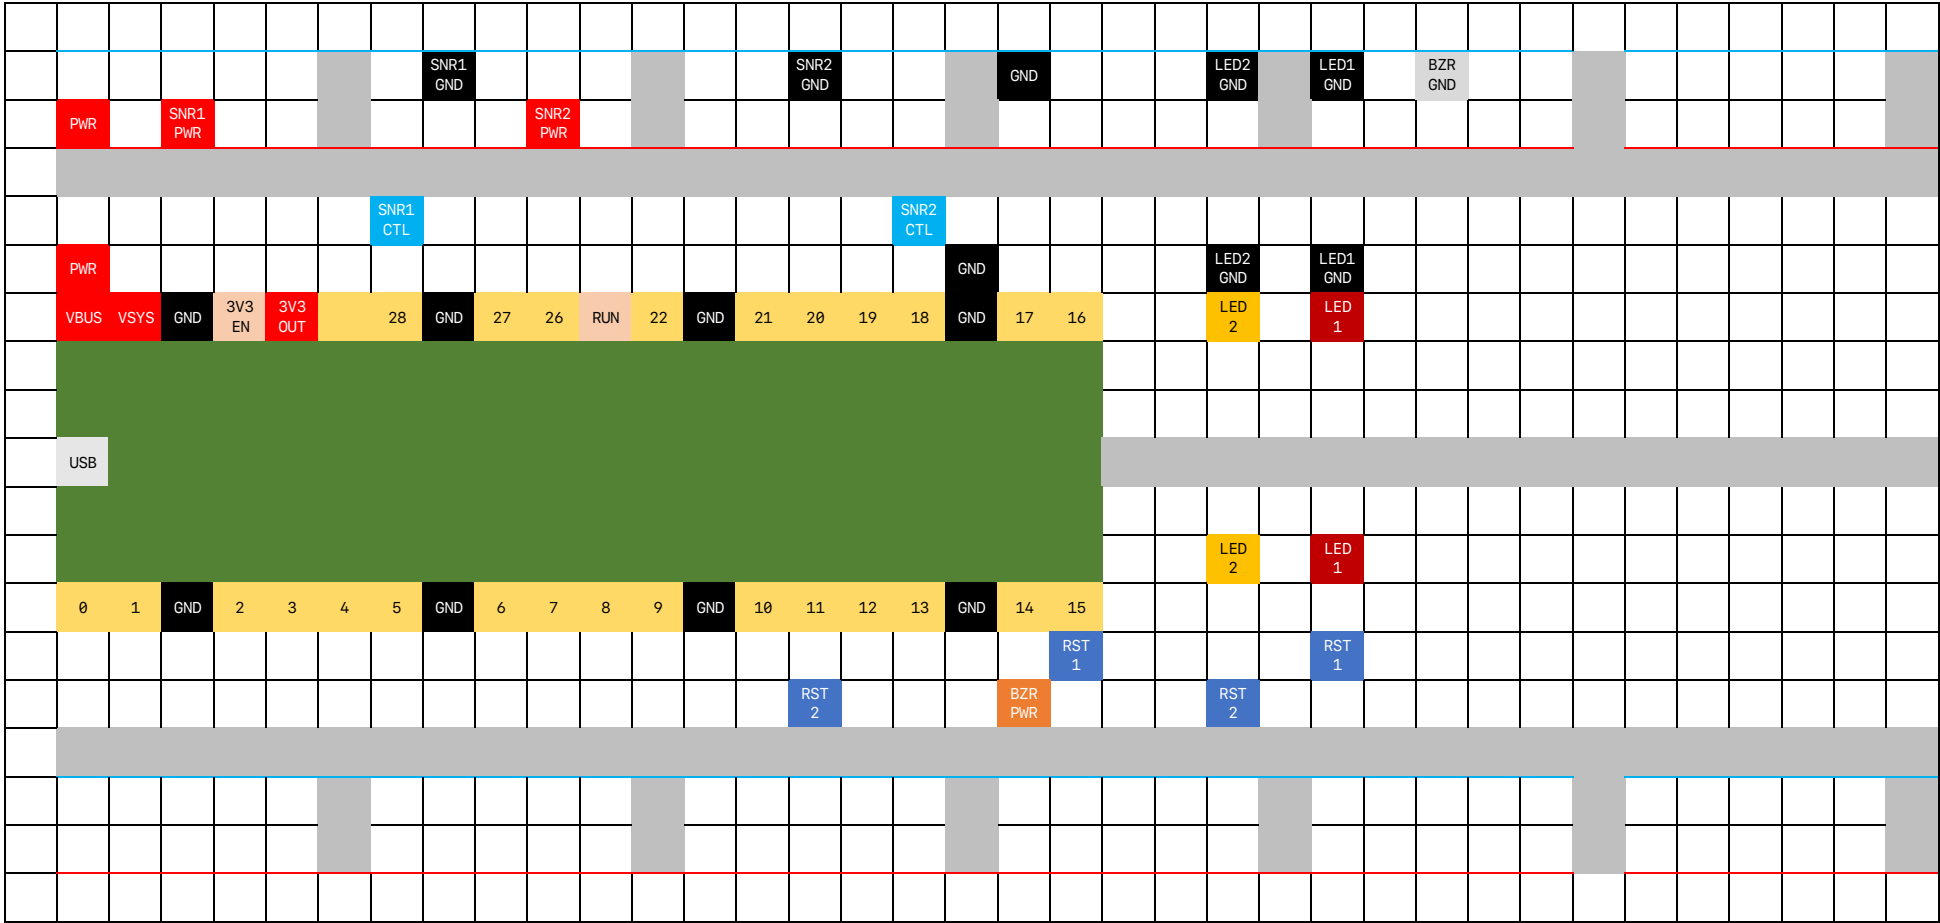 SNR1 GND SNR2 GND GND LED2 GND LED1 GND BZR GND
PWR SNR1 PWR SNR2 PWR
SNR1 CTL SNR2 CTL
PWR GND LED2 GND LED1 GND
VBUS VSYS GND 3V3 EN 3V3 OUT 28 GND 27 26 RUN 22 GND 21 20 19 18 GND 17 16 LED 2 LED 1
USB
LED 2 LED 1
0 1 GND 2 3 4 5 GND 6 7 8 9 GND 10 11 12 13 GND 14 15
RST 1 RST 1
RST 2 BZR PWR RST 2